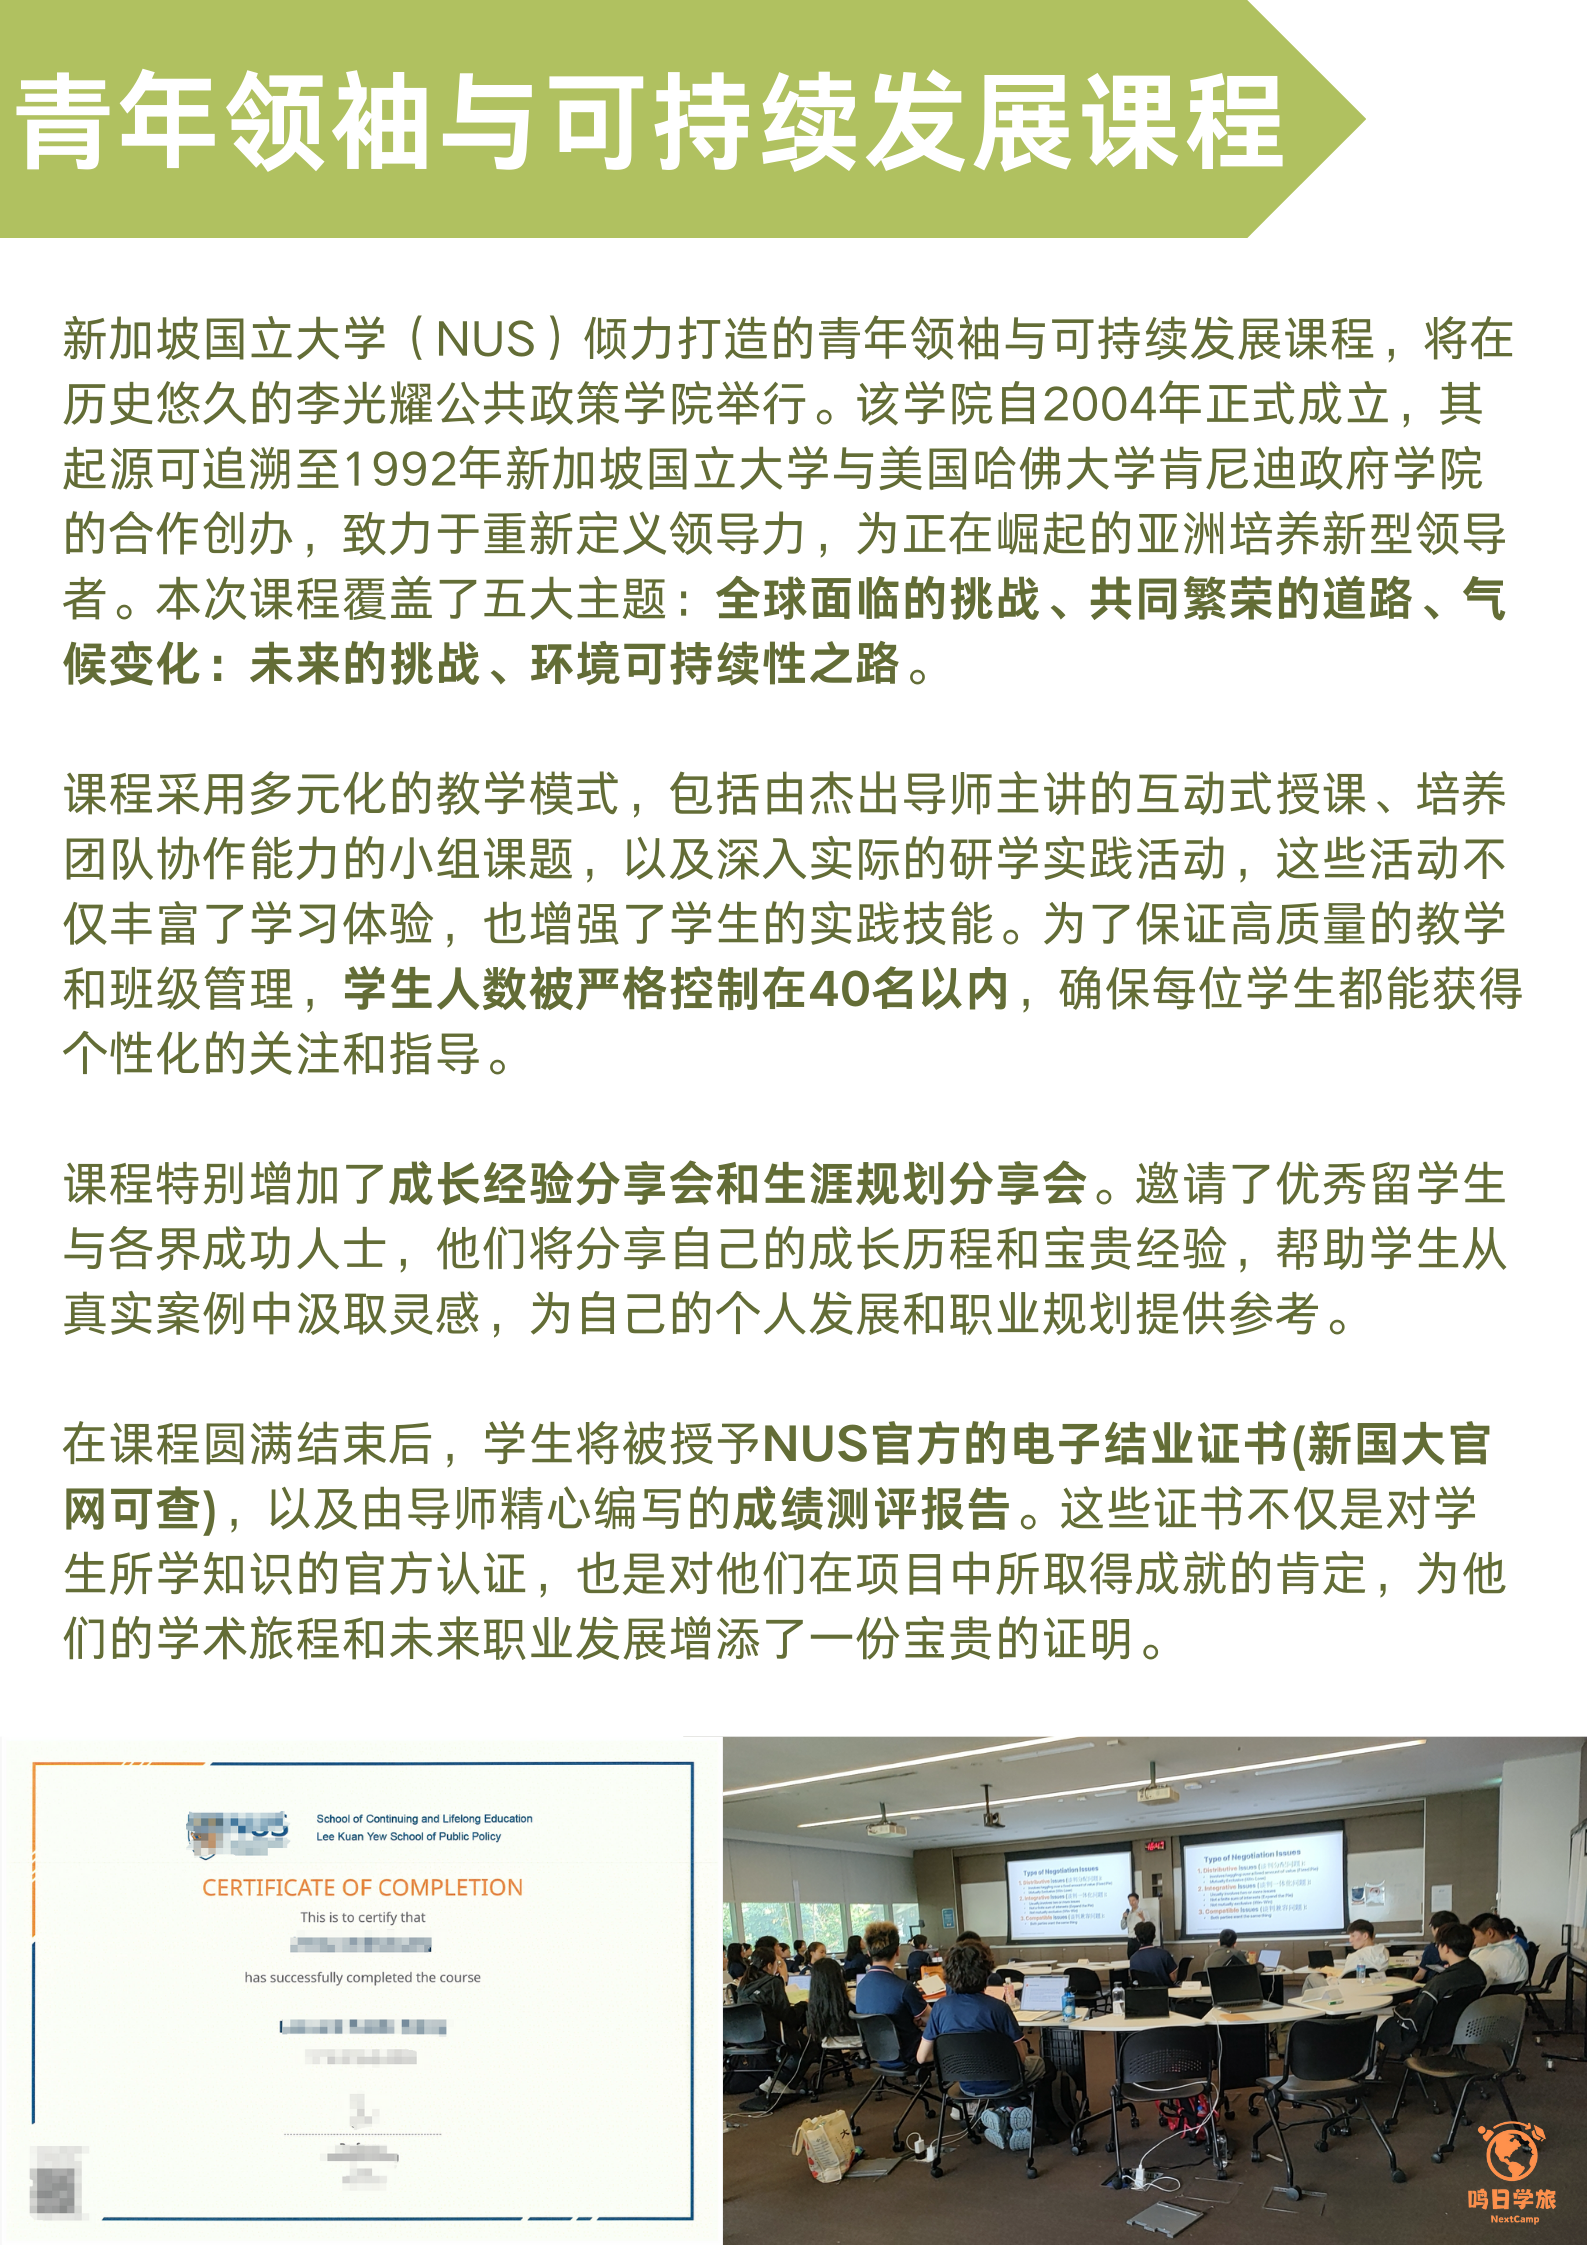 青年领袖与可持续发展课程
新加坡国立大学（NUS）倾力打造的青年领袖与可持续发展课程，将在
历史悠久的李光耀公共政策学院举行。该学院自2004年正式成立，其
起源可追溯至1992年新加坡国立大学与美国哈佛大学肯尼迪政府学院
的合作创办，致力于重新定义领导力，为正在崛起的亚洲培养新型领导
者。本次课程覆盖了五大主题：全球面临的挑战、共同繁荣的道路、气
候变化：未来的挑战、环境可持续性之路。
课程采用多元化的教学模式，包括由杰出导师主讲的互动式授课、培养
团队协作能力的小组课题，以及深入实际的研学实践活动，这些活动不
仅丰富了学习体验，也增强了学生的实践技能。为了保证高质量的教学
和班级管理，学生人数被严格控制在40名以内，确保每位学生都能获得
个性化的关注和指导。
课程特别增加了成长经验分享会和生涯规划分享会。邀请了优秀留学生
与各界成功人士，他们将分享自己的成长历程和宝贵经验，帮助学生从
真实案例中汲取灵感，为自己的个人发展和职业规划提供参考。
在课程圆满结束后，学生将被授予NUS官方的电子结业证书(新国大官
网可查)，以及由导师精心编写的成绩测评报告。这些证书不仅是对学
生所学知识的官方认证，也是对他们在项目中所取得成就的肯定，为他
们的学术旅程和未来职业发展增添了一份宝贵的证明。
School of Continuing and Lifelong Education
Lee Kuan Yew School of Public Policy
CERTIFICATE OF COMPLETION
This is to certify that
has successfully completed the course
Type of Negotiation Issues
1. Distributive Issues
2. Integrative Issues
3. Compatible Issues
Type of Negotiation Issues
1. Distributive Issues
2. Integrative Issues
3. Compatible Issues
鸣日学旅
NextCamp